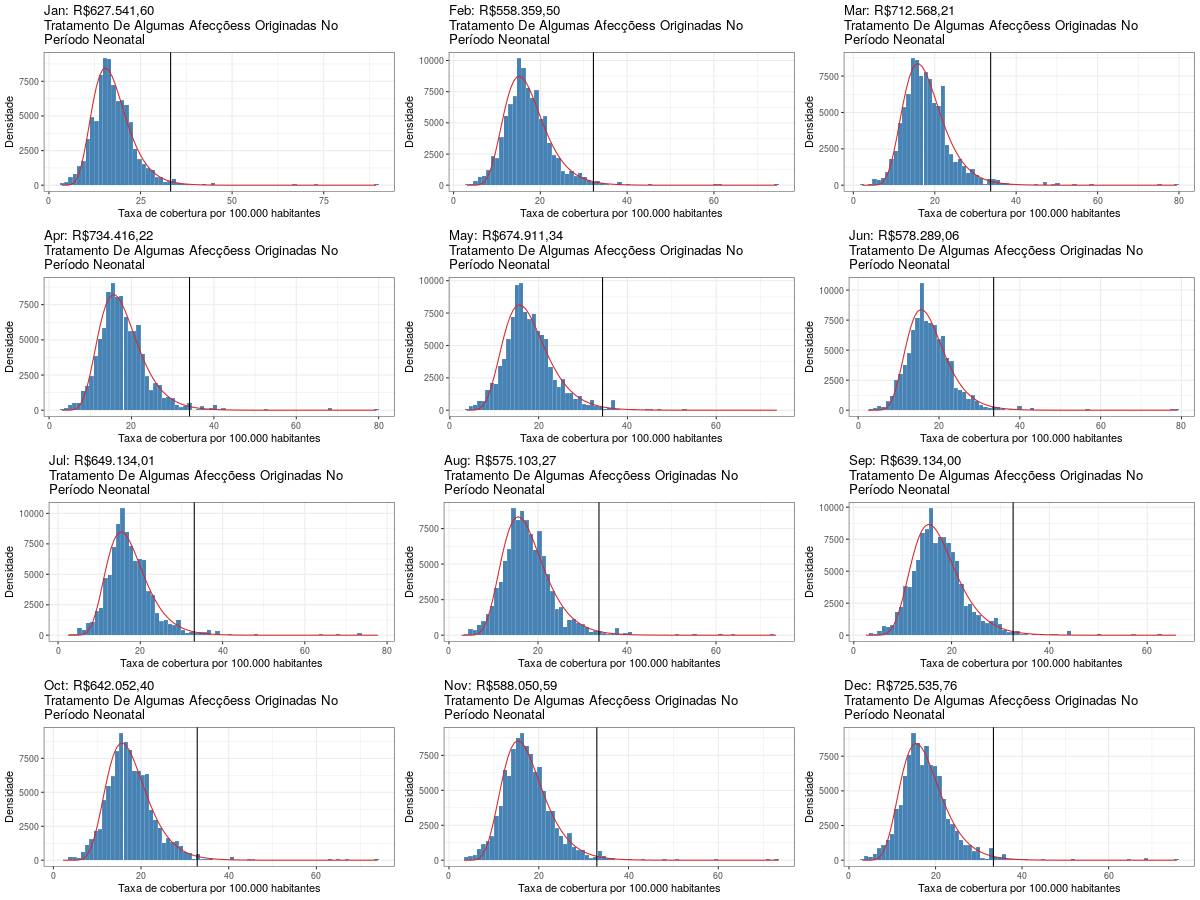 Jan: R$627.541,60
Tratamento De Algumas Afecçõess Originadas No
Período Neonatal
Densidade
7500
5000
2500
0
0
25
50
75
Taxa de cobertura por 100.000 habitantes
Feb: R$558.359,50
Tratamento De Algumas Afecçõess Originadas No
Período Neonatal
Densidade
10000
7500
5000
2500
0
0
20
40
60
Taxa de cobertura por 100.000 habitantes
Mar: R$712.568,21
Tratamento De Algumas Afecçõess Originadas No
Período Neonatal
Densidade
7500
5000
2500
0
0
20
40
60
80
Taxa de cobertura por 100.000 habitantes
Apr: R$734.416,22
Tratamento De Algumas Afecçõess Originadas No
Período Neonatal
Densidade
7500
5000
2500
0
0
20
40
60
80
Taxa de cobertura por 100.000 habitantes
May: R$674.911,34
Tratamento De Algumas Afecçõess Originadas No
Período Neonatal
Densidade
10000
7500
5000
2500
0
0
20
40
60
Taxa de cobertura por 100.000 habitantes
Jun: R$578.289,06
Tratamento De Algumas Afecçõess Originadas No
Período Neonatal
Densidade
10000
7500
5000
2500
0
0
20
40
60
80
Taxa de cobertura por 100.000 habitantes
Jul: R$649.134,01
Tratamento De Algumas Afecçõess Originadas No
Período Neonatal
Densidade
10000
7500
5000
2500
0
0
20
40
60
80
Taxa de cobertura por 100.000 habitantes
Aug: R$575.103,27
Tratamento De Algumas Afecçõess Originadas No
Período Neonatal
Densidade
7500
5000
2500
0
0
20
40
60
Taxa de cobertura por 100.000 habitantes
Sep: R$639.134,00
Tratamento De Algumas Afecçõess Originadas No
Período Neonatal
Densidade
10000
7500
5000
2500
0
0
20
40
60
Taxa de cobertura por 100.000 habitantes
Oct: R$642.052,40
Tratamento De Algumas Afecçõess Originadas No
Período Neonatal
Densidade
7500
5000
2500
0
0
20
40
60
Taxa de cobertura por 100.000 habitantes
Nov: R$588.050,59
Tratamento De Algumas Afecçõess Originadas No
Período Neonatal
Densidade
7500
5000
2500
0
0
20
40
60
Taxa de cobertura por 100.000 habitantes
Dec: R$725.535,76
Tratamento De Algumas Afecçõess Originadas No
Período Neonatal
Densidade
7500
5000
2500
0
0
20
40
60
Taxa de cobertura por 100.000 habitantes